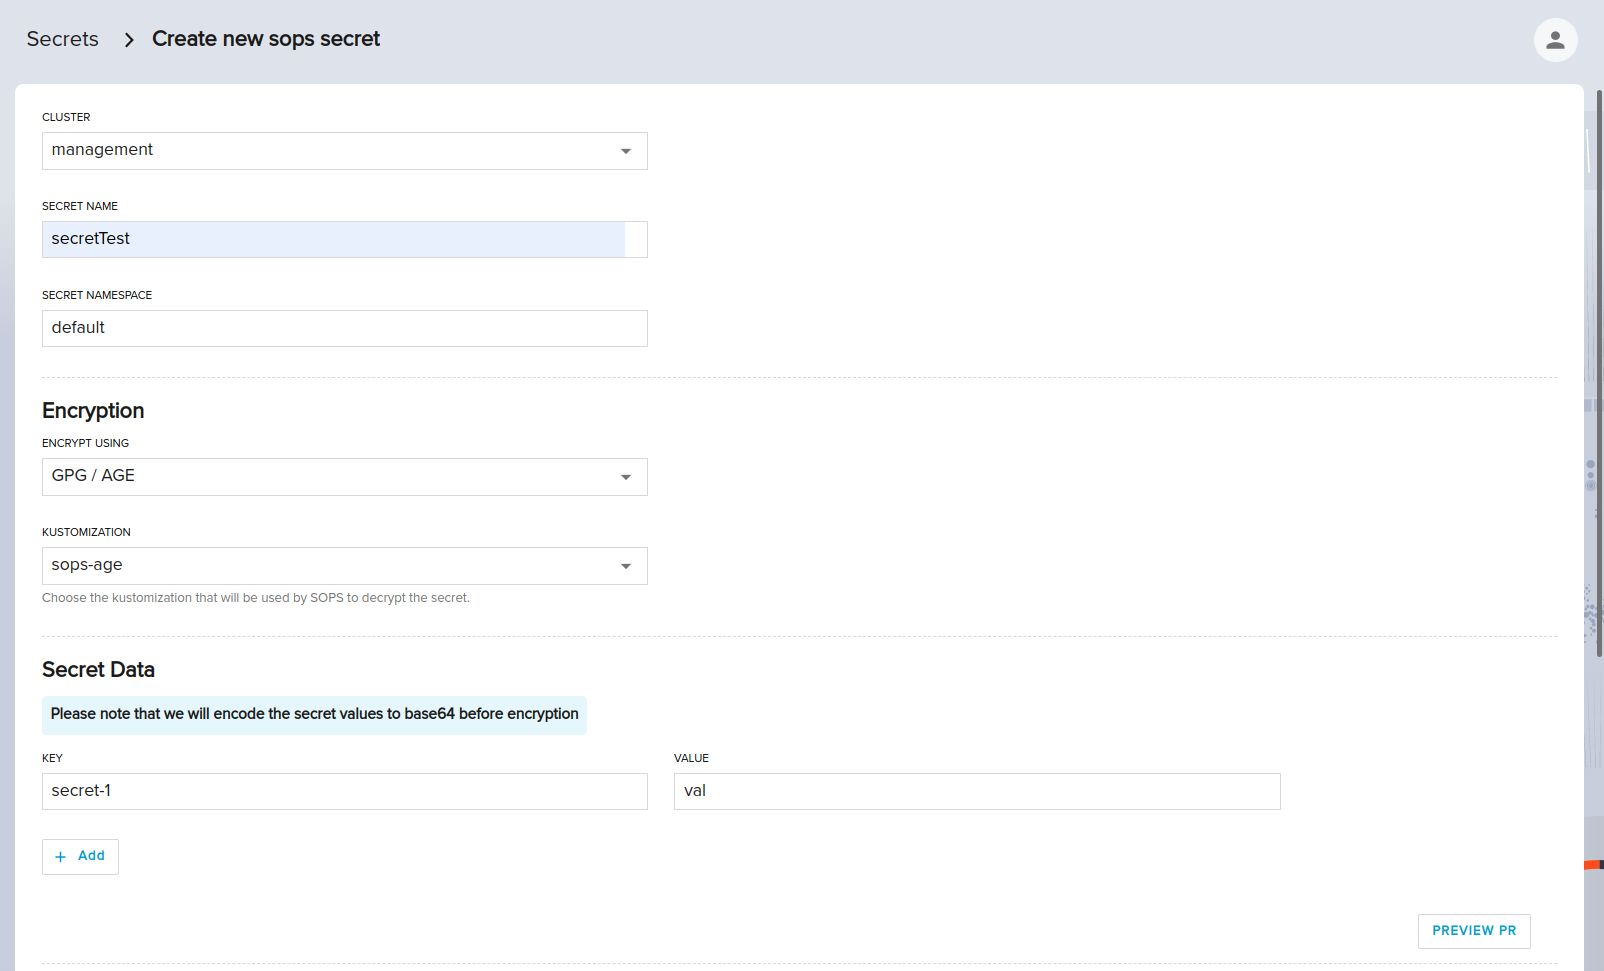 Secrets > Create new sops secret
CLUSTER
management
SECRET NAME
secretTest
SECRET NAMESPACE
default
Encryption
ENCRYPT USING
GPG / AGE
KUSTOMIZATION
sops-age
Choose the kustomization that will be used by SOPS to decrypt the secret.
Secret Data
Please note that we will encode the secret values to base64 before encryption
KEY VALUE
secret-1 val
+ Add
PREVIEW PR